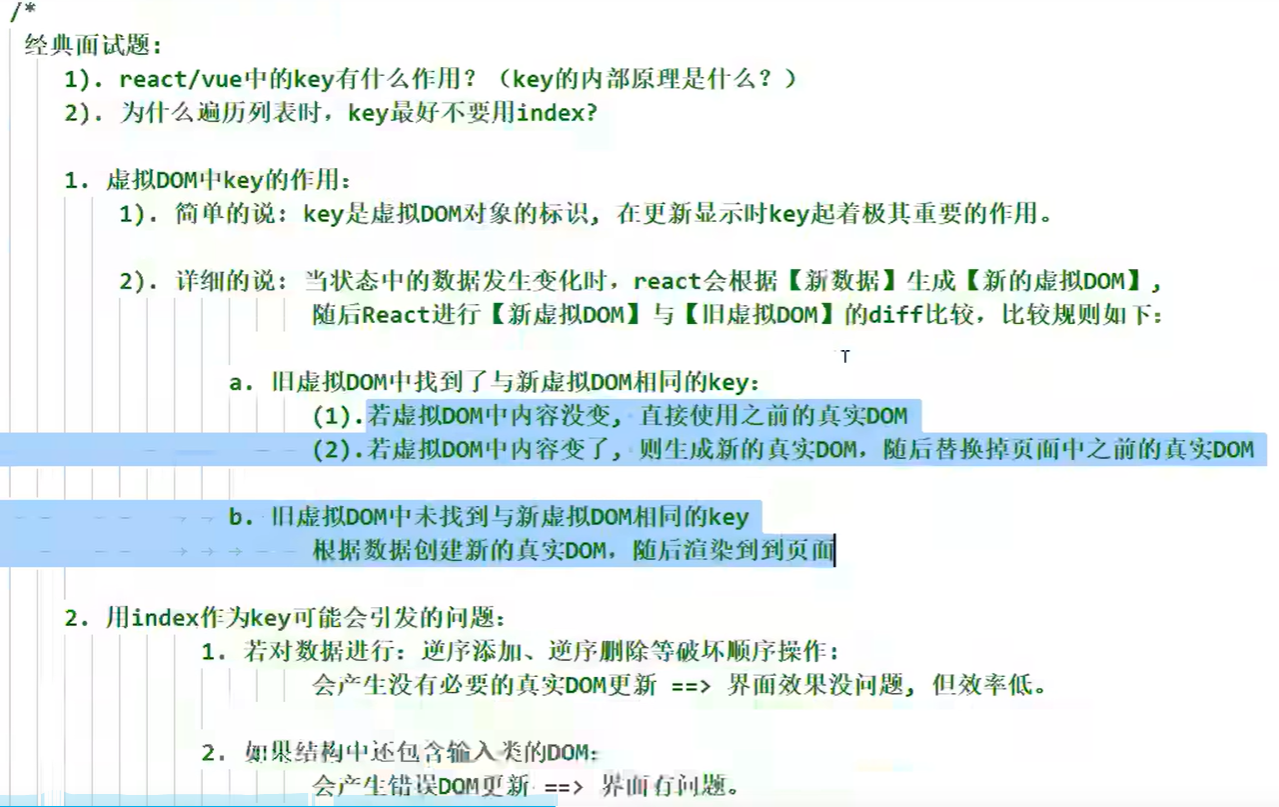 /*
经典面试题:
1). react/vue中的key有什么作用？（key的内部原理是什么？）
2). 为什么遍历列表时，key最好不要用index?
1. 虚拟DOM中key的作用:
1). 简单的说: key是虚拟DOM对象的标识, 在更新显示时key起着极其重要的作用。
2). 详细的说: 当状态中的数据发生变化时，react会根据【新数据】生成【新的虚拟DOM】,
随后React进行【新虚拟DOM】与【旧虚拟DOM】的diff比较，比较规则如下：
a. 旧虚拟DOM中找到了与新虚拟DOM相同的key:
(1).若虚拟DOM中内容没变, 直接使用之前的真实DOM
(2).若虚拟DOM中内容变了, 则生成新的真实DOM，随后替换掉页面中之前的真实DOM
b. 旧虚拟DOM中未找到与新虚拟DOM相同的key
根据数据创建新的真实DOM，随后渲染到到页面
2. 用index作为key可能会引发的问题:
1. 若对数据进行: 逆序添加、逆序删除等破坏顺序操作:
会产生没有必要的真实DOM更新 ==> 界面效果没问题, 但效率低。
2. 如果结构中还包含输入类的DOM:
会产生错误DOM更新 ==> 界面有问题。